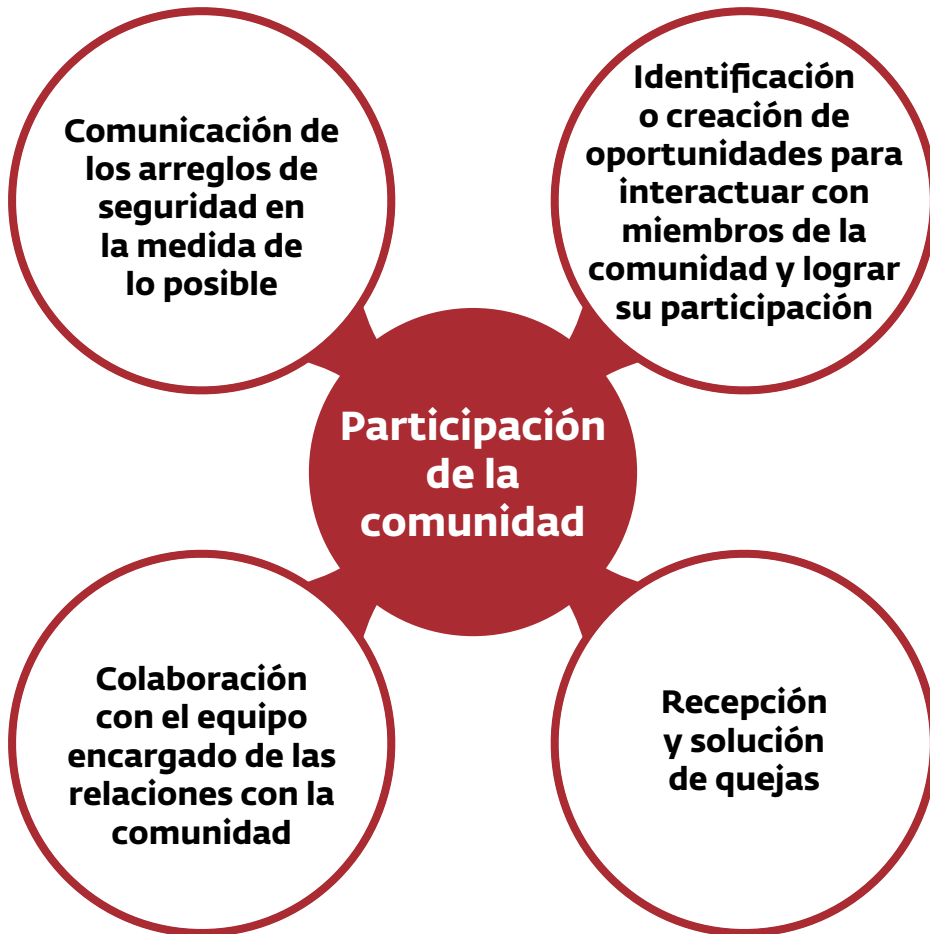 Comunicación de
los arreglos de
seguridad en
la medida de
lo posible
Identificación
o creación de
oportunidades para
interactuar con
miembros de la
comunidad y lograr
su participación
Participación
de la
comunidad
Colaboración
con el equipo
encargado de las
relaciones con la
comunidad
Recepción
y solución
de quejas